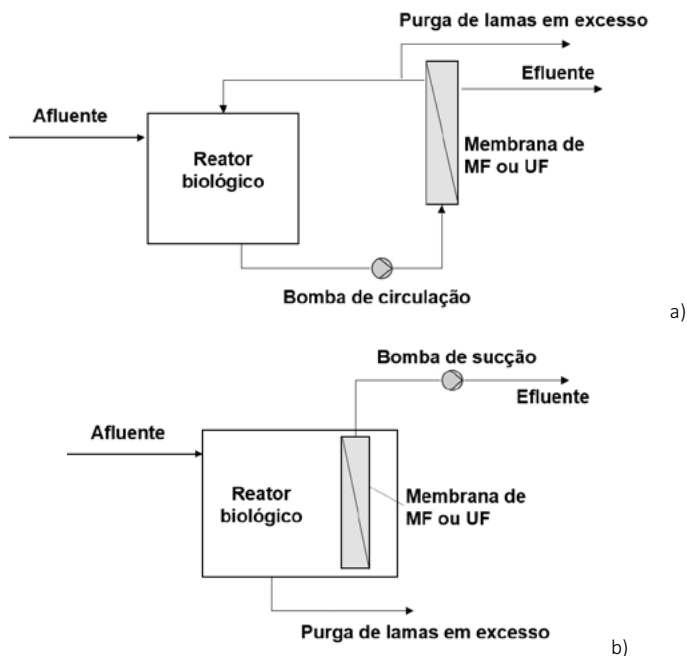 Purga de lamas em excesso
Efluente
Afluente
Reator
biológico
Membrana de
MF ou UF
Bomba de circulação
a)
Bomba de sucção
Efluente
Afluente
Reator
biológico
Membrana de
MF ou UF
Purga de lamas em excesso
b)